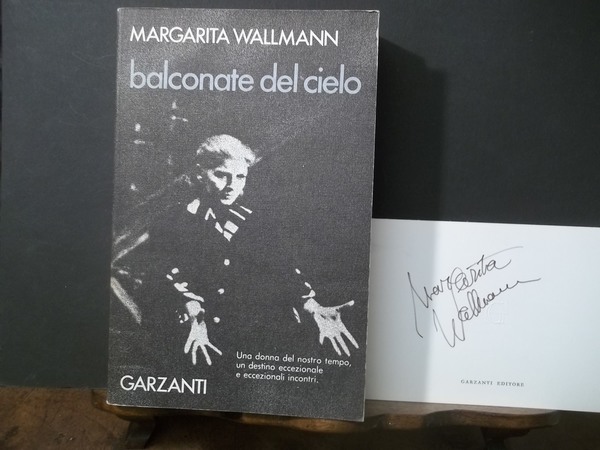 MARGARITA WALLMANN
balconate del cielo
Una donna del nostro tempo,
un destino eccezionale
e eccezionali incontri.
GARZANTI
Margarita
Wallmann
GARZANTI EDITORE